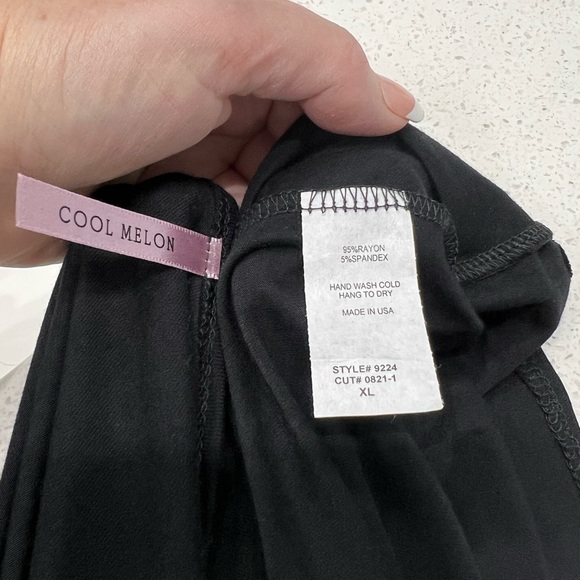 COOL MELON
95%RAYON
5%SPANDEX
HAND WASH COLD
HANG TO DRY
MADE IN USA
STYLE# 9224
CUT# 0821-1
XL